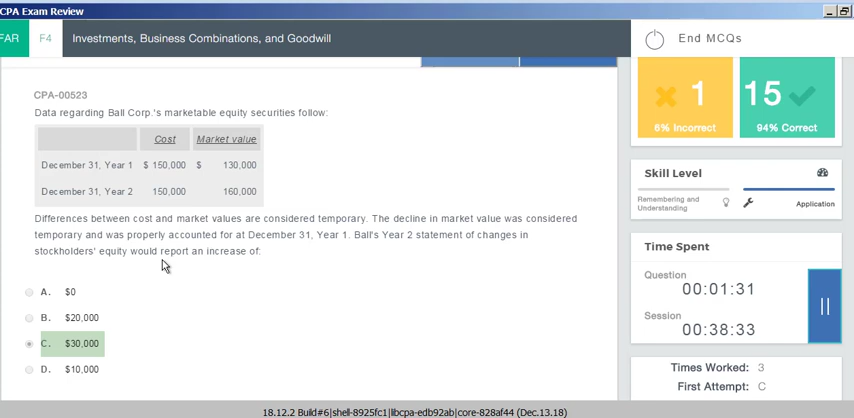 CPA Exam Review
FAR F4 Investments, Business Combinations, and Goodwill End MCQs
CPA-00523
Data regarding Ball Corp.'s marketable equity securities follow:
Cost Market value
December 31, Year 1 $ 150,000 $ 130,000
December 31, Year 2 150,000 160,000
Differences between cost and market values are considered temporary. The decline in market value was considered
temporary and was properly accounted for at December 31, Year 1. Ball's Year 2 statement of changes in
stockholders' equity would report an increase of:
A. $0
B. $20,000
C. $30,000
D. $10,000
1
6% Incorrect
15
94% Correct
Skill Level
Remembering and
Understanding
Application
Time Spent
Question
00:01:31
Session
00:38:33
Times Worked: 3
First Attempt: C
18.12.2 Build#6|shell-8925fc1|libcpa-edb92ab|core-828af44 (Dec.13.18)